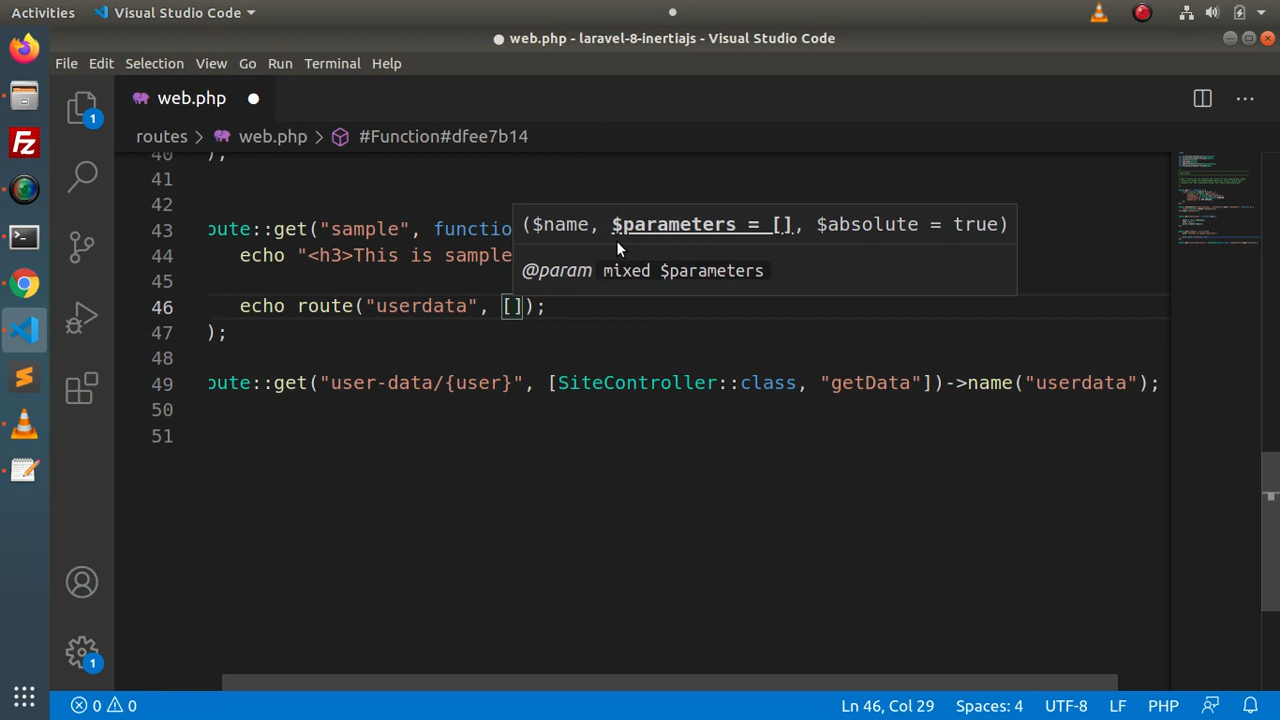 Activities Visual Studio Code
web.php - laravel-8-inertiajs - Visual Studio Code
File Edit Selection View Go Run Terminal Help
web.php
routes > web.php > #Function#dfee7b14
40 );
41
42
43 oute::get("sample", functio
44 echo "<h3>This is sample
45
46 echo route("userdata", []);
47 );
48
49 oute::get("user-data/{user}", [SiteController::class, "getData"])->name("userdata");
50
51
($name, $parameters = [], $absolute = true)
@param mixed $parameters
1
1
Fz
0 0
Ln 46, Col 29 Spaces: 4 UTF-8 LF PHP